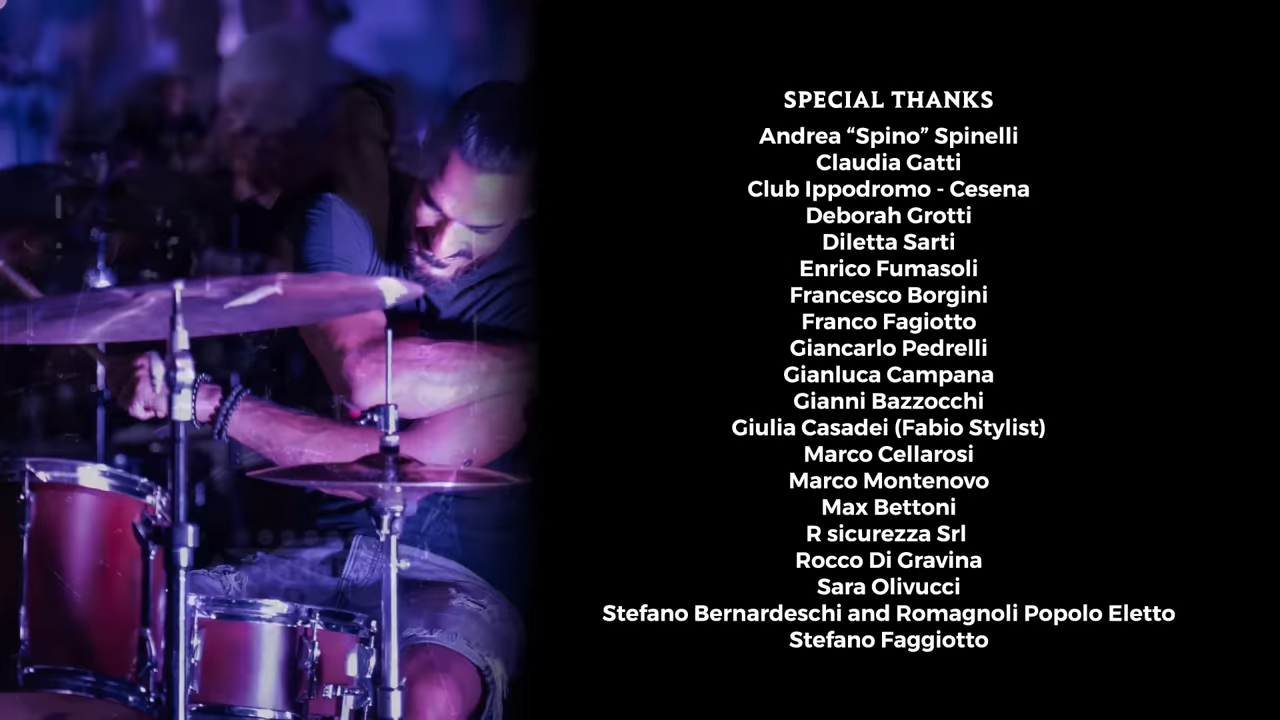 SPECIAL THANKS
Andrea “Spino” Spinelli
Claudia Gatti
Club Ippodromo - Cesena
Deborah Grotti
Diletta Sarti
Enrico Fumasoli
Francesco Borgini
Franco Fagiotto
Giancarlo Pedrelli
Gianluca Campana
Gianni Bazzocchi
Giulia Casadei (Fabio Stylist)
Marco Cellarosi
Marco Montenovo
Max Bettoni
R sicurezza Srl
Rocco Di Gravina
Sara Olivucci
Stefano Bernardeschi and Romagnoli Popolo Eletto
Stefano Faggiotto